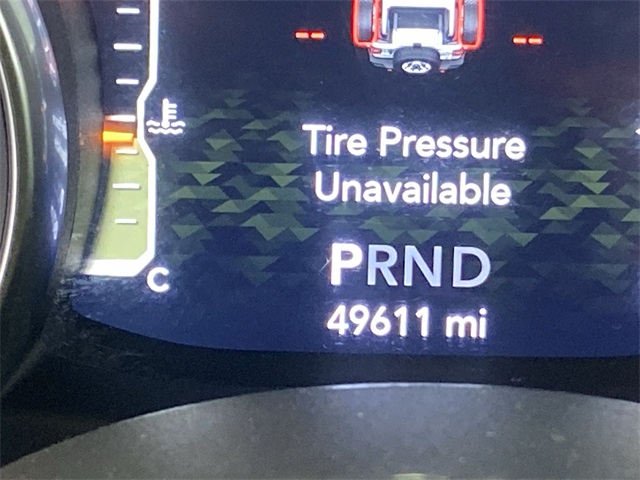 -- --
Tire Pressure
Unavailable
PRND
C
49611 mi